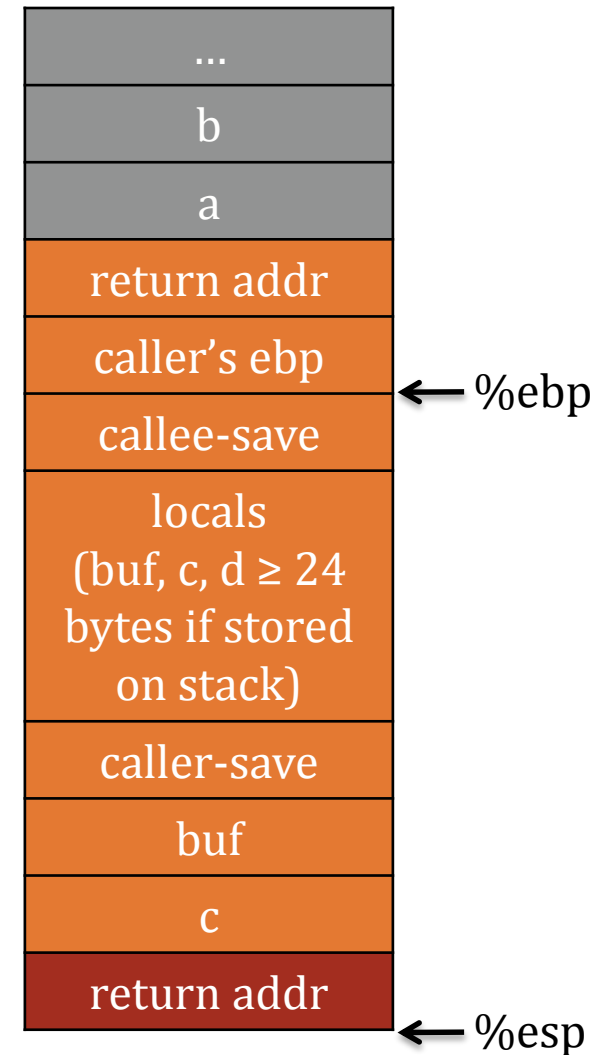 ...
b
a
return addr
caller’s ebp
%ebp
callee-save
locals
(buf, c, d ≥ 24
bytes if stored
on stack)
caller-save
buf
c
return addr
%esp